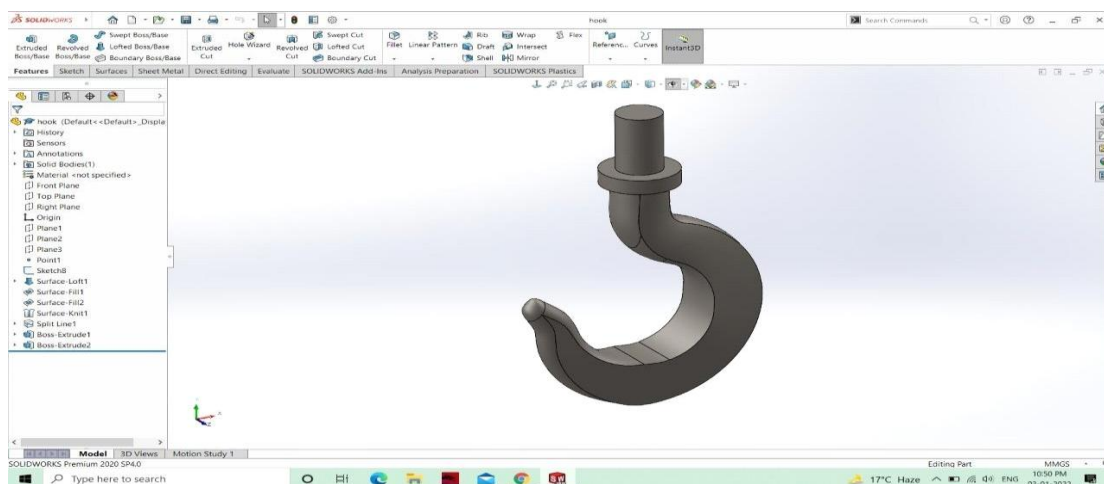 SOLIDWORKS
hook
Search Commands
Extruded Boss/Base
Revolved Boss/Base
Swept Boss/Base
Lofted Boss/Base
Boundary Boss/Base
Extruded Cut
Hole Wizard
Revolved Cut
Swept Cut
Lofted Cut
Boundary Cut
Fillet
Linear Pattern
Rib
Draft
Shell
Wrap
Intersect
Mirror
Flex
Referenc...
Curves
Instant3D
Features Sketch Surfaces Sheet Metal Direct Editing Evaluate SOLIDWORKS Add-Ins Analysis Preparation SOLIDWORKS Plastics
hook (Default<<Default>_Displa
History
Sensors
Annotations
Solid Bodies(1)
Material <not specified>
Front Plane
Top Plane
Right Plane
Origin
Plane1
Plane2
Plane3
Point1
Sketch8
Surface-Loft1
Surface-Fill1
Surface-Fill2
Surface-Knit1
Split Line1
Boss-Extrude1
Boss-Extrude2
Model 3D Views Motion Study 1
SOLIDWORKS Premium 2020 SP4.0
Editing Part MMGS
Type here to search
17°C Haze ENG
10:50 PM